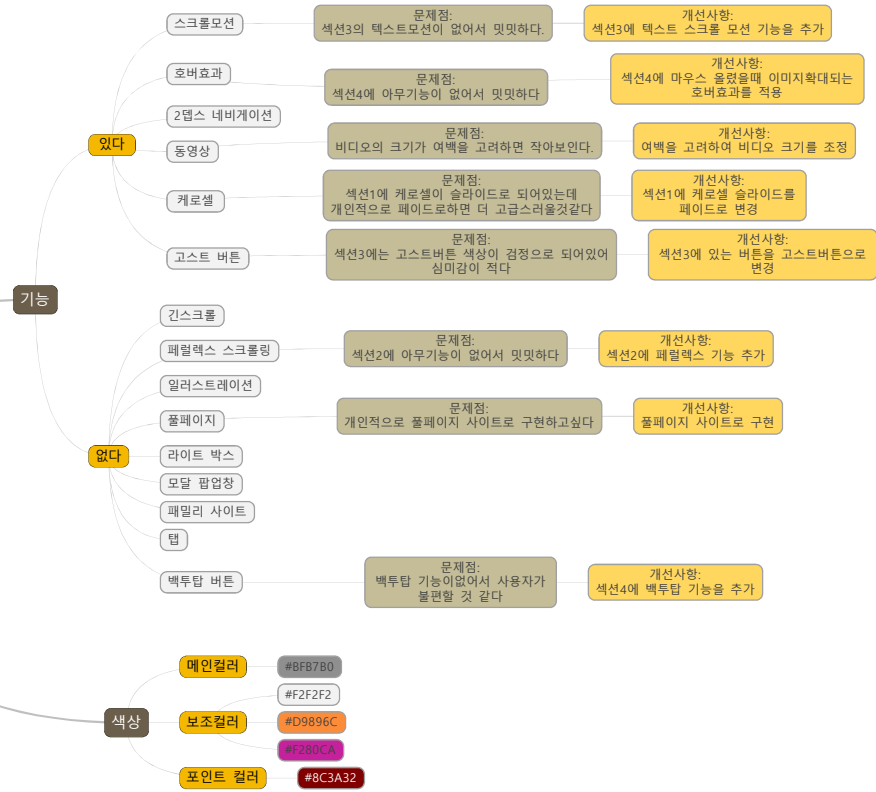 기능
있다
스크롤모션
문제점:
섹션3의 텍스트모션이 없어서 밋밋하다.
개선사항:
섹션3에 텍스트 스크롤 모션 기능을 추가
호버효과
문제점:
섹션4에 아무기능이 없어서 밋밋하다
개선사항:
섹션4에 마우스 올렸을때 이미지확대되는
호버효과를 적용
2뎁스 네비게이션
동영상
문제점:
비디오의 크기가 여백을 고려하면 작아보인다.
개선사항:
여백을 고려하여 비디오 크기를 조정
케로셀
문제점:
섹션1에 케로셀이 슬라이드로 되어있는데
개인적으로 페이드로하면 더 고급스러울것같다
개선사항:
섹션1에 케로셀 슬라이드를
페이드로 변경
고스트 버튼
문제점:
섹션3에는 고스트버튼 색상이 검정으로 되어있어
심미감이 적다
개선사항:
섹션3에 있는 버튼을 고스트버튼으로
변경
없다
긴스크롤
페럴렉스 스크롤링
문제점:
섹션2에 아무기능이 없어서 밋밋하다
개선사항:
섹션2에 페럴렉스 기능 추가
일러스트레이션
풀페이지
문제점:
개인적으로 풀페이지 사이트로 구현하고싶다
개선사항:
풀페이지 사이트로 구현
라이트 박스
모달 팝업창
패밀리 사이트
탭
백투탑 버튼
문제점:
백투탑 기능이없어서 사용자가
불편할 것 같다
개선사항:
섹션4에 백투탑 기능을 추가
색상
메인컬러
#BFB7B0
보조컬러
#F2F2F2
#D9896C
#F280CA
포인트 컬러
#8C3A32